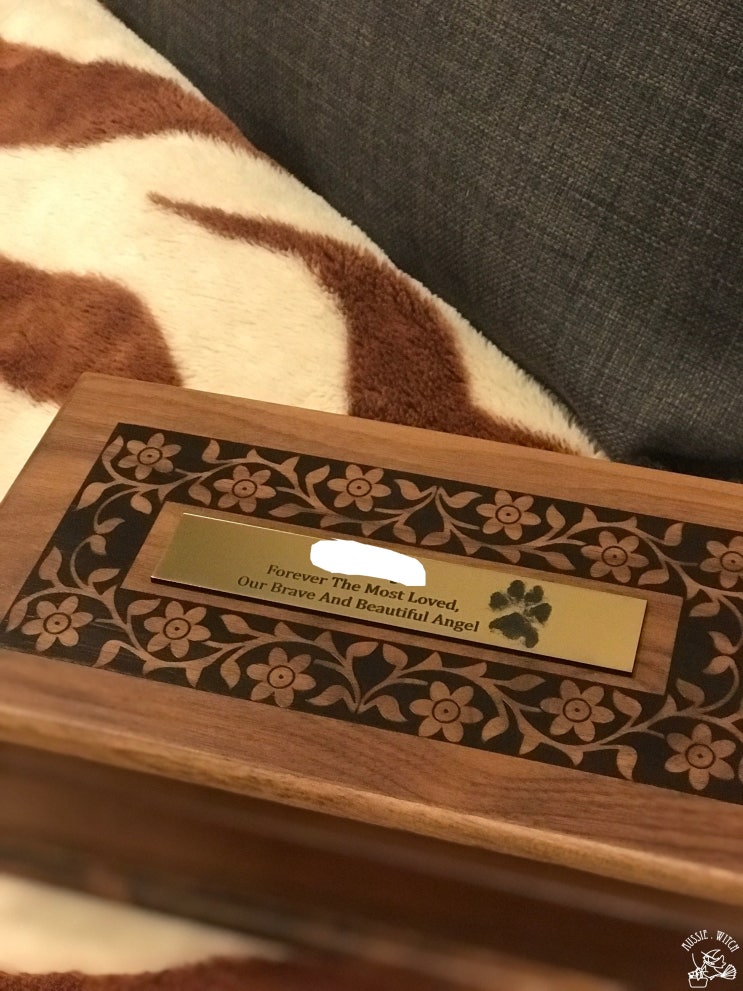 Forever The Most Loved,
Our Brave And Beautiful Angel
AUSSIE . WITCH